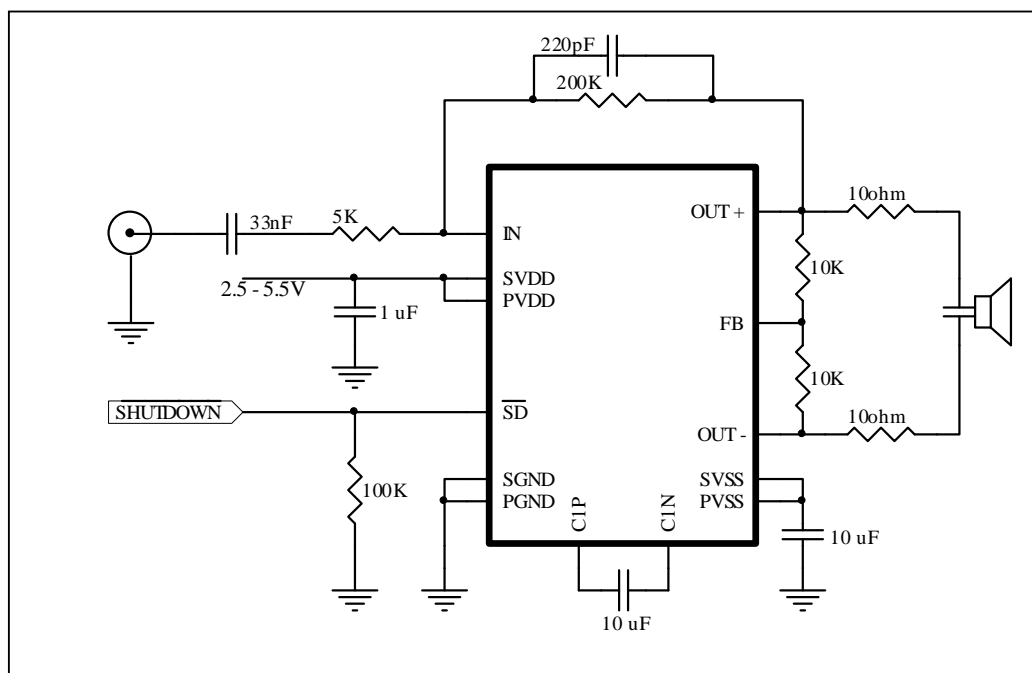 220pF
200K
33nF
5K
IN
OUT +
10ohm
2.5 - 5.5V
SVDD
PVDD
10K
1 uF
FB
10K
SHUTDOWN
SD
OUT -
10ohm
100K
SGND
PGND
C1P
C1N
SVSS
PVSS
10 uF
10 uF